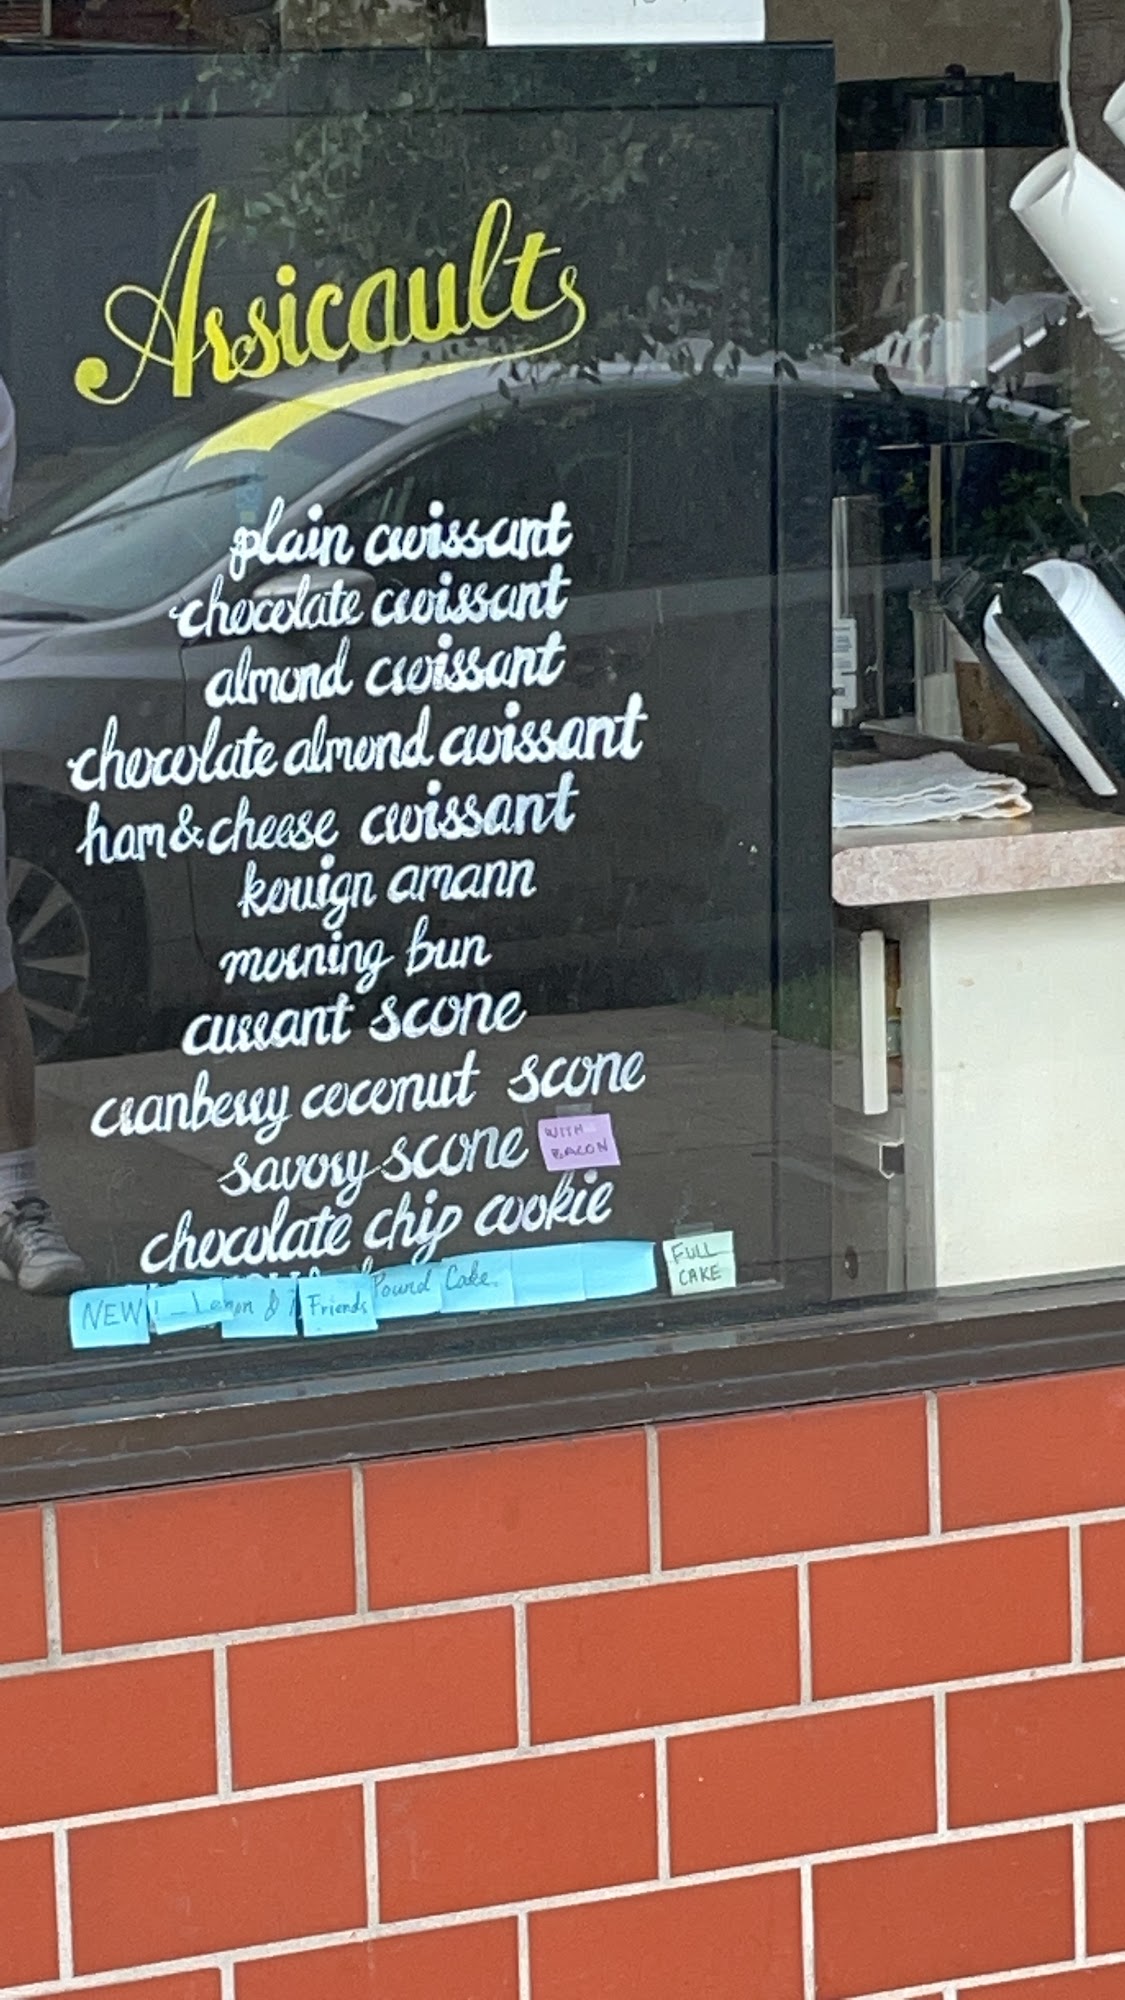 Arsicault
plain croissant
chocolate croissant
almond croissant
chocolate almond croissant
ham & cheese croissant
kouign amann
morning bun
currant scone
cranberry coconut scone
savory scone
WITH
BACON
chocolate chip cookie
NEW! - Lemon & Friends Pound Cake
FULL
CAKE